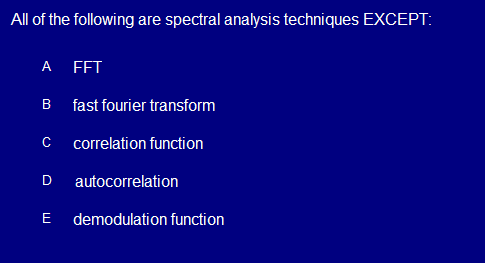 All of the following are spectral analysis techniques EXCEPT:
A FFT
B fast fourier transform
C correlation function
D autocorrelation
E demodulation function